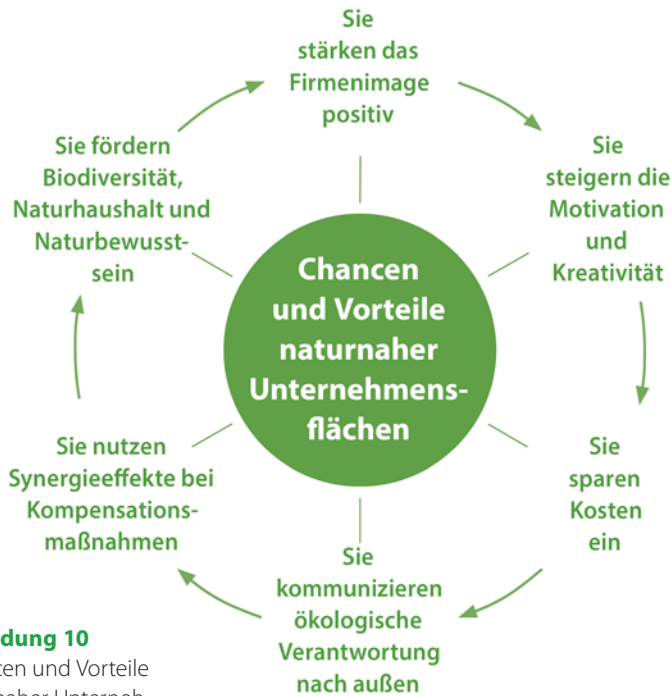 Sie
stärken das
Firmenimage
positiv
Sie
steigern die
Motivation
und
Kreativität
Sie
sparen
Kosten
ein
Sie
kommunizieren
ökologische
Verantwortung
nach außen
Sie nutzen
Synergieeffekte bei
Kompensations-
maßnahmen
Sie fördern
Biodiversität,
Naturhaushalt und
Naturbewusst-
sein
Chancen
und Vorteile
naturnaher
Unternehmens-
flächen
dung 10
en und Vorteile